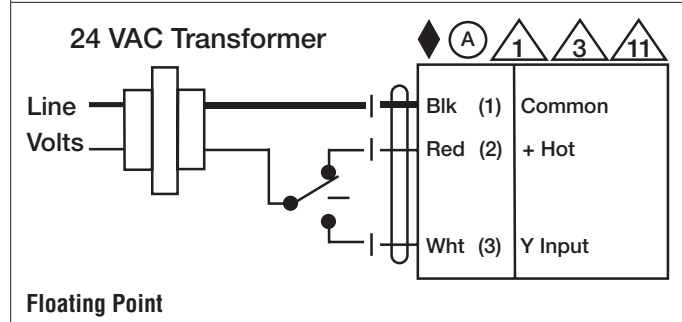 24 VAC Transformer
A 1 3 11
Line
Volts
Blk (1) Common
Red (2) + Hot
Wht (3) Y Input
Floating Point